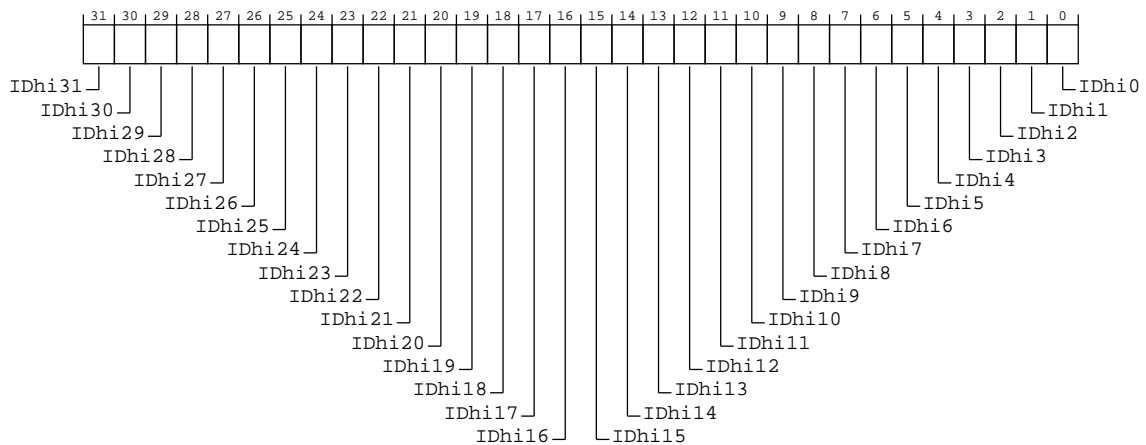 31 30 29 28 27 26 25 24 23 22 21 20 19 18 17 16 15 14 13 12 11 10 9 8 7 6 5 4 3 2 1 0
IDhi31 IDhi0
IDhi30 IDhi1
IDhi29 IDhi2
IDhi28 IDhi3
IDhi27 IDhi4
IDhi26 IDhi5
IDhi25 IDhi6
IDhi24 IDhi7
IDhi23 IDhi8
IDhi22 IDhi9
IDhi21 IDhi10
IDhi20 IDhi11
IDhi19 IDhi12
IDhi18 IDhi13
IDhi17 IDhi14
IDhi16 IDhi15